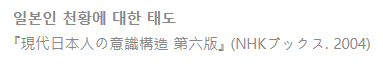 일본인 천황에 대한 태도
『現代日本人の意識構造 第六版』(NHKブックス, 2004)